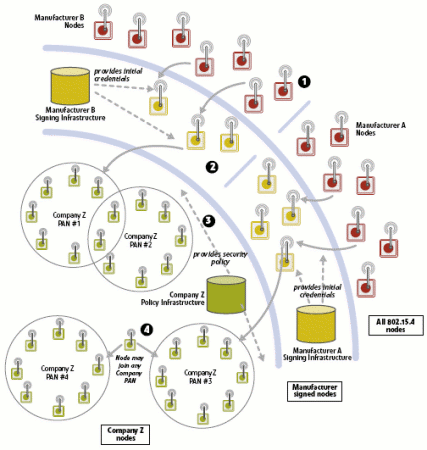 Manufacturer B
Nodes
provides initial
credentials
1
Manufacturer B
Signing Infrastructure
Manufacturer A
Nodes
2
Company Z
PAN #1
Company Z
PAN #2
3
provides security
policy
Company Z
Policy Infrastructure
provides initial
credentials
All 802.15.4
nodes
4
Manufacturer A
Signing Infrastructure
Node may
join any
Company
PAN
Company Z
PAN #4
Company Z
PAN #3
Manufacturer
signed nodes
Company Z
nodes